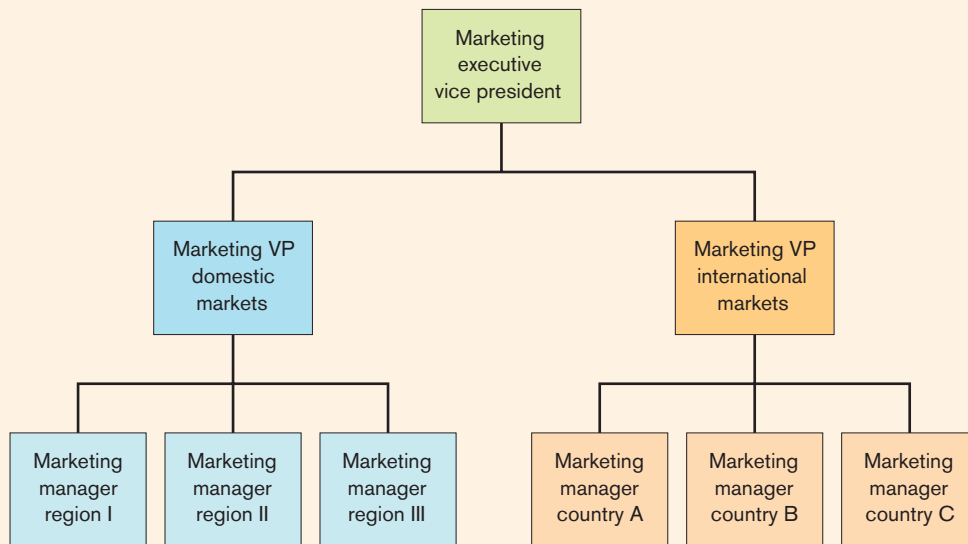 Marketing
executive
vice president
Marketing VP
domestic
markets
Marketing VP
international
markets
Marketing
manager
region I
Marketing
manager
region II
Marketing
manager
region III
Marketing
manager
country A
Marketing
manager
country B
Marketing
manager
country C